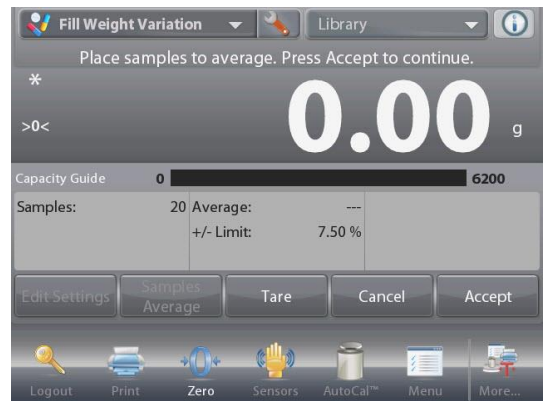 Fill Weight Variation Library
Place samples to average. Press Accept to continue.
*
>0< 0.00 g
Capacity Guide 0 6200
Samples: 20 Average: ---
+/- Limit: 7.50 %
Edit Settings Samples Average Tare Cancel Accept
Logout Print Zero Sensors AutoCal™ Menu More...